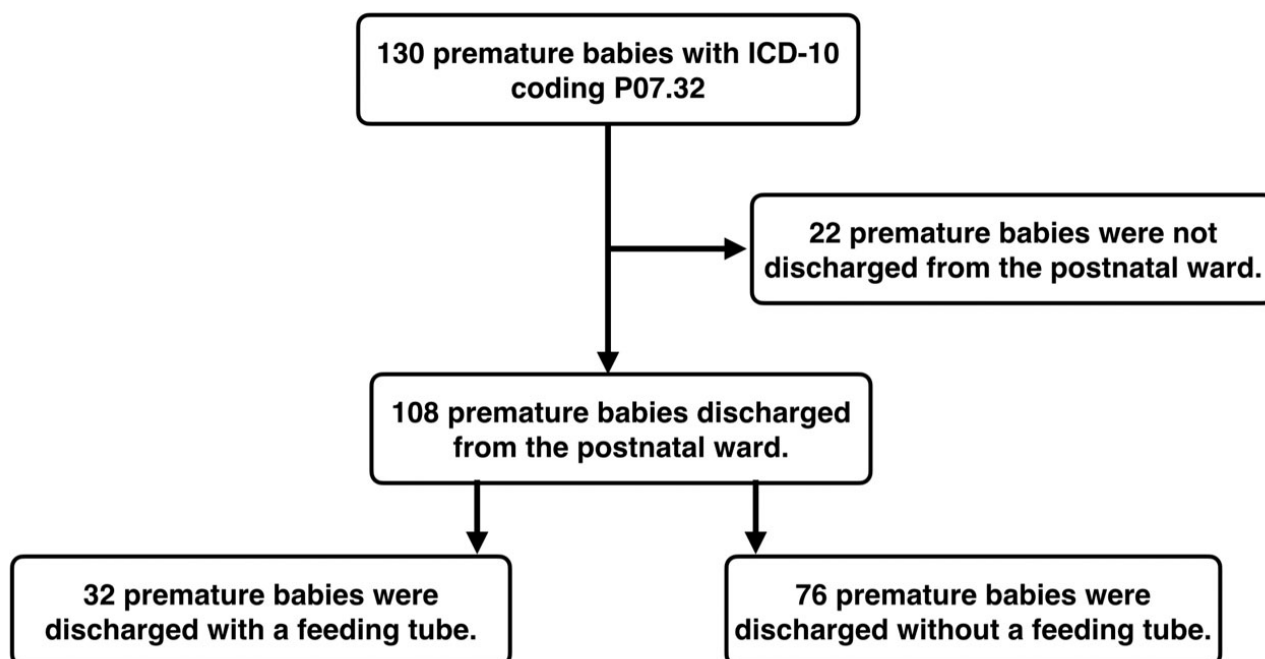 130 premature babies with ICD-10
coding P07.32
22 premature babies were not
discharged from the postnatal ward.
108 premature babies discharged
from the postnatal ward.
32 premature babies were
discharged with a feeding tube.
76 premature babies were
discharged without a feeding tube.